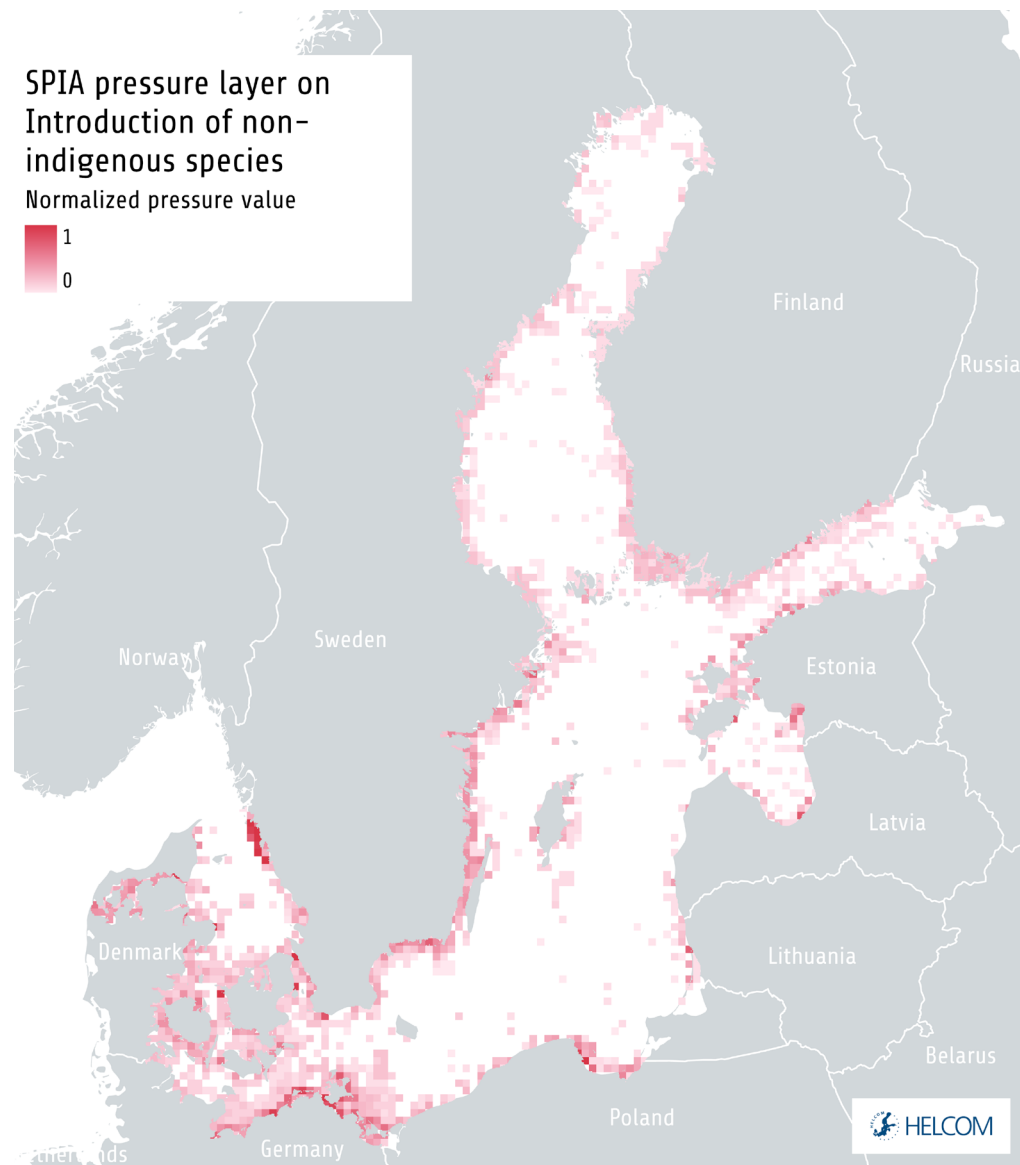 SPIA pressure layer on
Introduction of non-
indigenous species
Normalized pressure value
1
0
Finland
Russia
Sweden
Norway
Estonia
Latvia
Denmark
Lithuania
Belarus
Poland
HELCOM
Germany